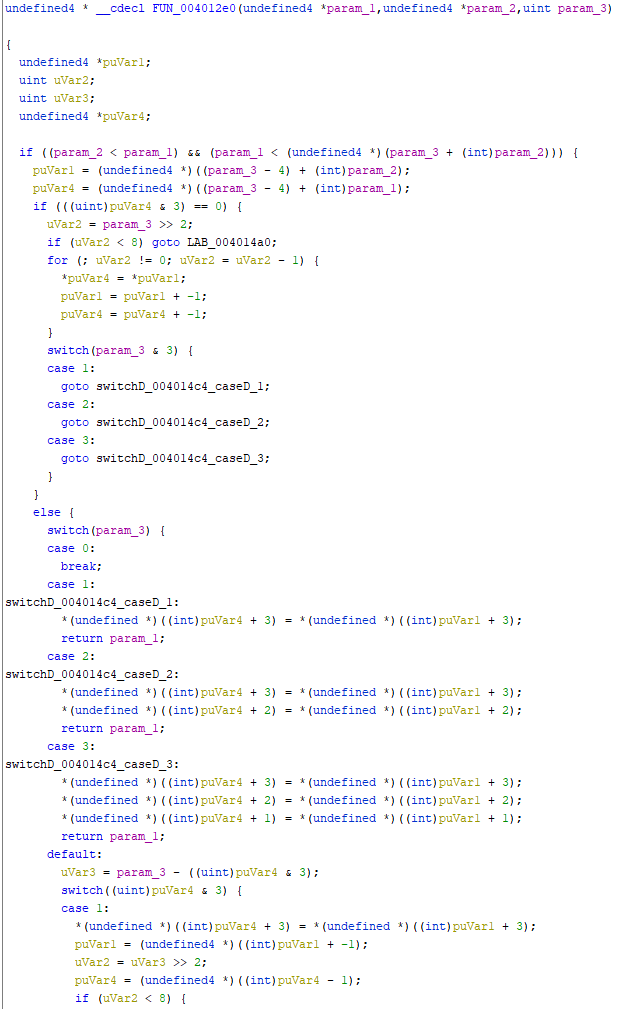 undefined4 * __cdecl FUN_004012e0(undefined4 *param_1,undefined4 *param_2,uint param_3)
{
undefined4 *puVar1;
uint uVar2;
uint uVar3;
undefined4 *puVar4;
if ((param_2 < param_1) && (param_1 < (undefined4 *)(param_3 + (int)param_2))) {
puVar1 = (undefined4 *)((param_3 - 4) + (int)param_2);
puVar4 = (undefined4 *)((param_3 - 4) + (int)param_1);
if (((uint)puVar4 & 3) == 0) {
uVar2 = param_3 >> 2;
if (uVar2 < 8) goto LAB_004014a0;
for (; uVar2 != 0; uVar2 = uVar2 - 1) {
*puVar4 = *puVar1;
puVar1 = puVar1 + -1;
puVar4 = puVar4 + -1;
}
switch(param_3 & 3) {
case 1:
goto switchD_004014c4_caseD_1;
case 2:
goto switchD_004014c4_caseD_2;
case 3:
goto switchD_004014c4_caseD_3;
}
}
else {
switch(param_3) {
case 0:
break;
case 1:
switchD_004014c4_caseD_1:
*(undefined *)((int)puVar4 + 3) = *(undefined *)((int)puVar1 + 3);
return param_1;
case 2:
switchD_004014c4_caseD_2:
*(undefined *)((int)puVar4 + 3) = *(undefined *)((int)puVar1 + 3);
*(undefined *)((int)puVar4 + 2) = *(undefined *)((int)puVar1 + 2);
return param_1;
case 3:
switchD_004014c4_caseD_3:
*(undefined *)((int)puVar4 + 3) = *(undefined *)((int)puVar1 + 3);
*(undefined *)((int)puVar4 + 2) = *(undefined *)((int)puVar1 + 2);
*(undefined *)((int)puVar4 + 1) = *(undefined *)((int)puVar1 + 1);
return param_1;
default:
uVar3 = param_3 - ((uint)puVar4 & 3);
switch((uint)puVar4 & 3) {
case 1:
*(undefined *)((int)puVar4 + 3) = *(undefined *)((int)puVar1 + 3);
puVar1 = (undefined4 *)((int)puVar1 + -1);
uVar2 = uVar3 >> 2;
puVar4 = (undefined4 *)((int)puVar4 - 1);
if (uVar2 < 8) {